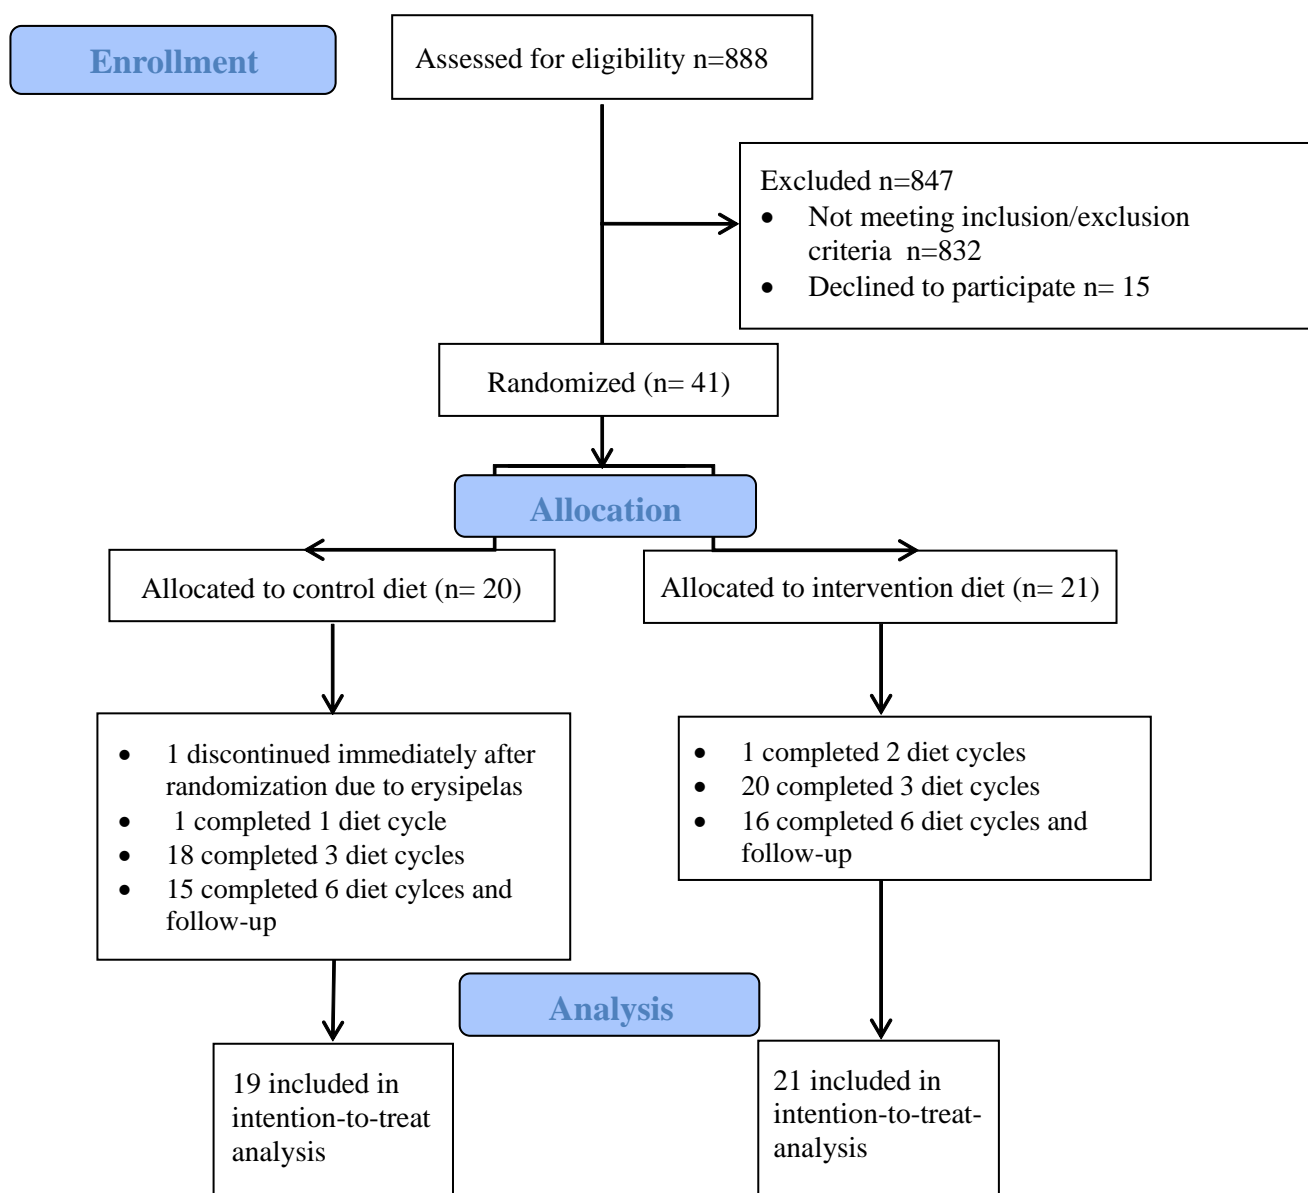 Enrollment
Assessed for eligibility n=888
Excluded n=847
• Not meeting inclusion/exclusion
criteria n=832
• Declined to participate n= 15
Randomized (n= 41)
Allocation
Allocated to control diet (n= 20)
Allocated to intervention diet (n= 21)
• 1 discontinued immediately after
randomization due to erysipelas
• 1 completed 1 diet cycle
• 18 completed 3 diet cycles
• 15 completed 6 diet cylces and
follow-up
• 1 completed 2 diet cycles
• 20 completed 3 diet cycles
• 16 completed 6 diet cycles and
follow-up
Analysis
19 included in
intention-to-treat
analysis
21 included in
intention-to-treat-
analysis